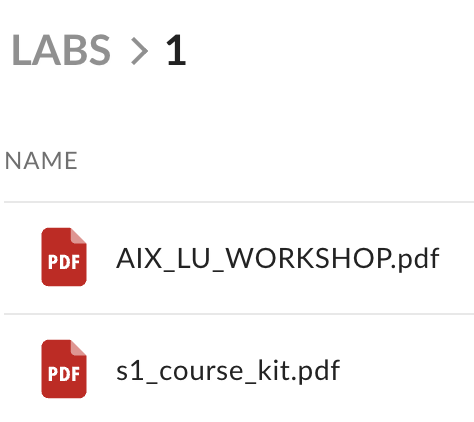 LABS > 1
NAME
PDF AIX_LU_WORKSHOP.pdf
PDF s1_course_kit.pdf